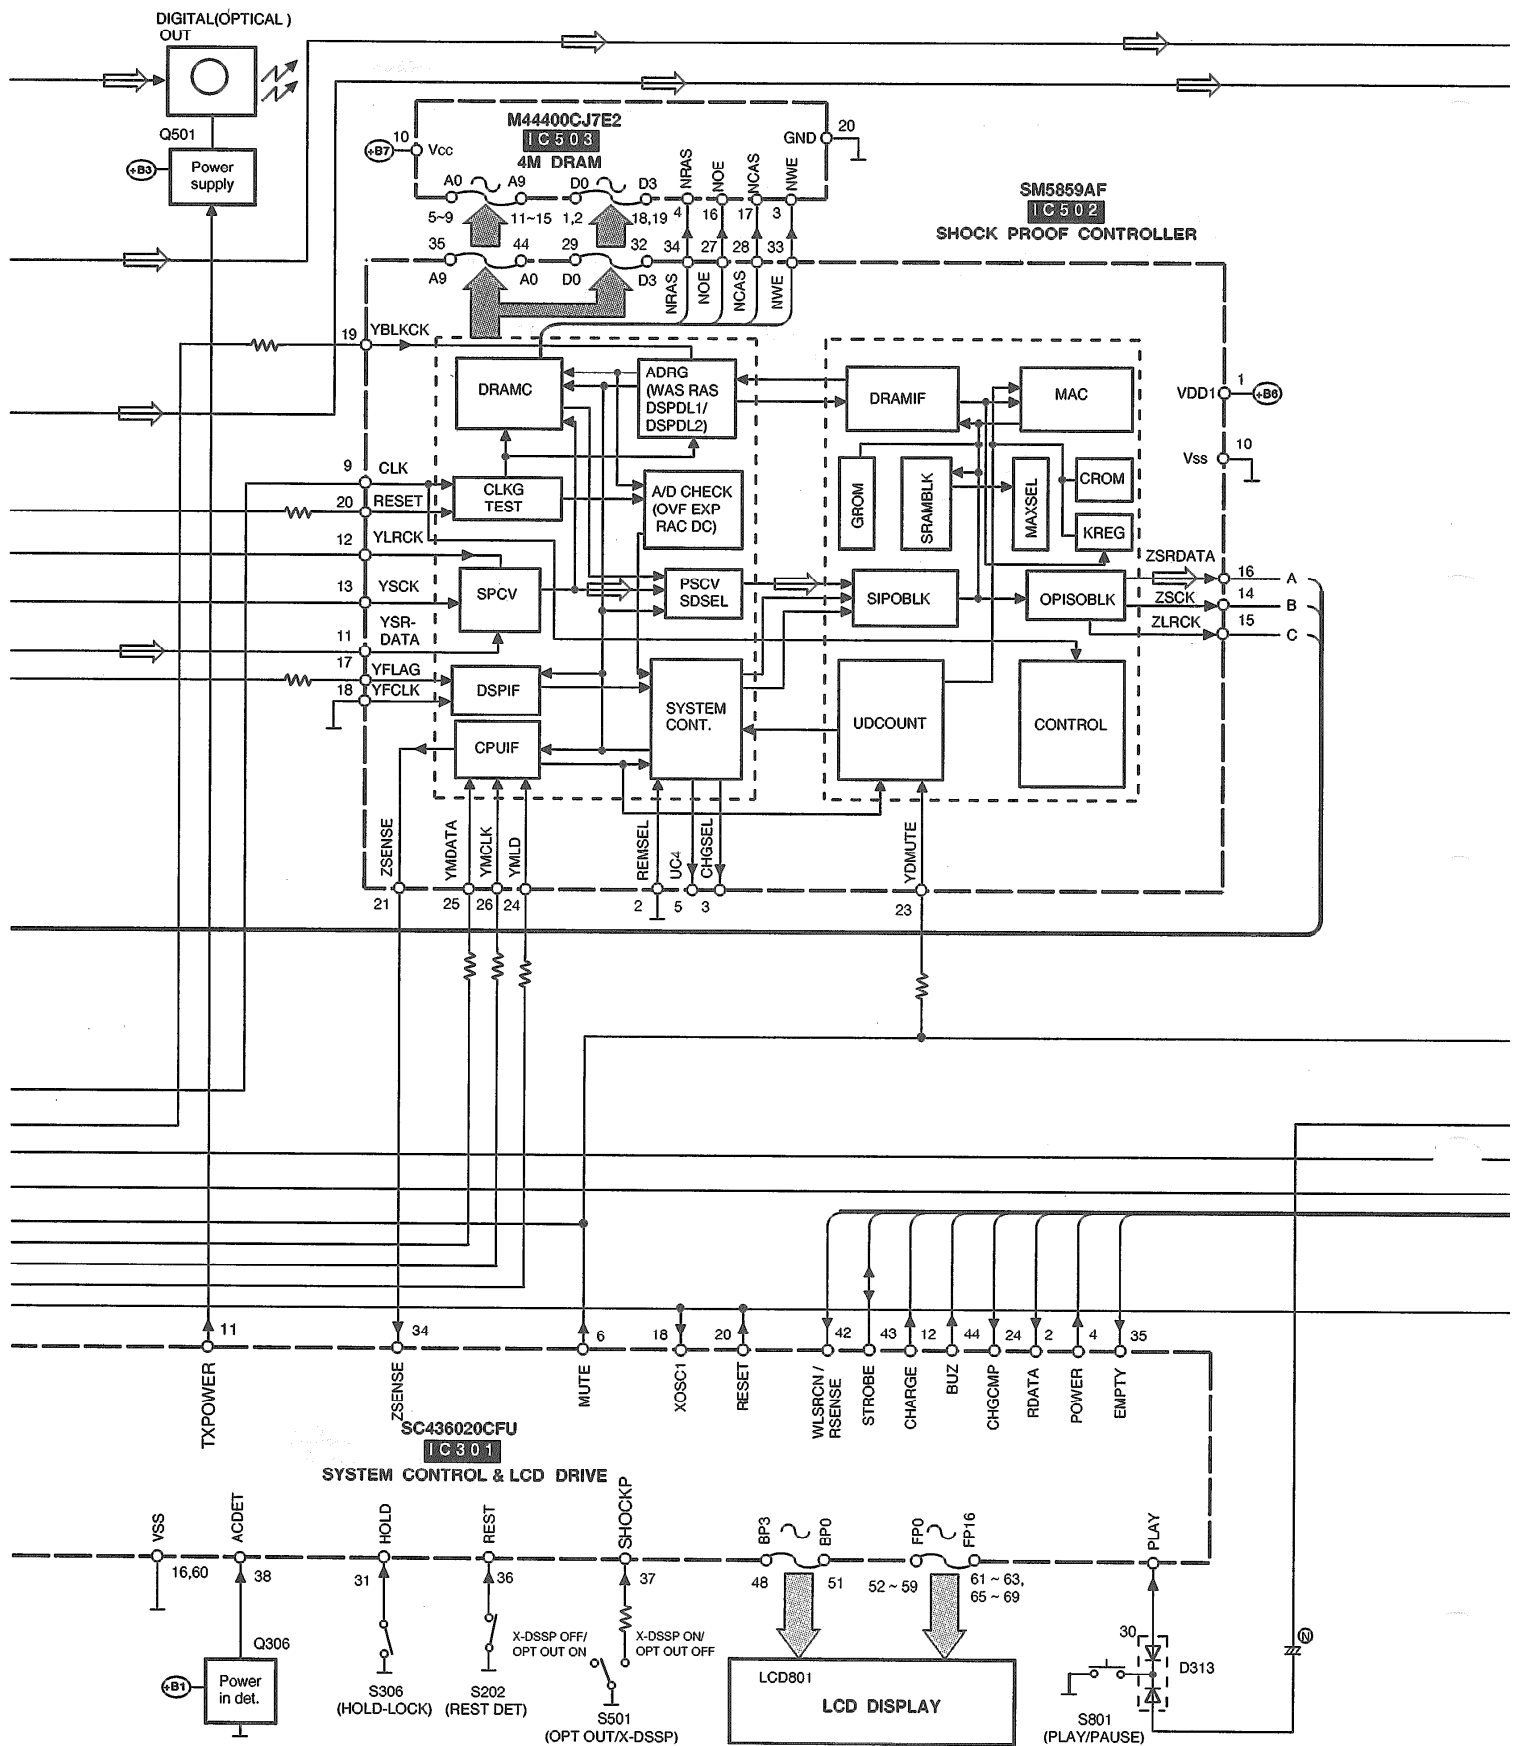 DIGITAL(OPTICAL )
OUT
Q501
+B3
Power
supply
M44400CJ7E2
IC503
4M DRAM
+B7
10
Vcc
GND
20
A0
A9
D0
D3
NRAS
NOE
NCAS
NWE
5~9
11~15
1,2
18,19
4
16
17
3
35
44
29
32
34
27
28
33
A9
A0
D0
D3
NRAS
NOE
NCAS
NWE
SM5859AF
IC502
SHOCK PROOF CONTROLLER
19
YBLKCK
DRAMC
ADRG
(WAS RAS
DSPDL1/
DSPDL2)
DRAMIF
MAC
VDD1
1
+B6
Vss
10
9
CLK
20
RESET
CLKG
TEST
A/D CHECK
(OVF EXP
RAC DC)
GROM
SRAMBLK
MAXSEL
CROM
KREG
12
YLRCK
13
YSCK
SPCV
PSCV
SDSEL
SIPOBLK
OPISOBLK
ZSRDATA
16
A
ZSCK
14
B
ZLRCK
15
C
11
YSR-
DATA
17
YFLAG
18
YFCLK
DSPIF
CPUIF
SYSTEM
CONT.
UDCOUNT
CONTROL
ZSENSE
YMDATA
YMCLK
YMLD
REMSEL
UC4
CHGSEL
YDMUTE
21
25
26
24
2
5
3
23
11
34
6
18
20
42
43
12
44
24
2
4
35
TXPOWER
ZSENSE
MUTE
XOSC1
RESET
WLSRCN /
RSENSE
STROBE
CHARGE
BUZ
CHGCMP
RDATA
POWER
EMPTY
SC436020CFU
IC301
SYSTEM CONTROL & LCD DRIVE
VSS
ACDET
HOLD
REST
SHOCKP
BP3
BP0
FP0
FP16
PLAY
16,60
38
31
36
37
48
51
52 ~ 59
61 ~ 63,
65 ~ 69
30
Q306
+B1
Power
in det.
S306
(HOLD-LOCK)
S202
(REST DET)
X-DSSP OFF/
OPT OUT ON
X-DSSP ON/
OPT OUT OFF
S501
(OPT OUT/X-DSSP)
LCD801
LCD DISPLAY
D313
S801
(PLAY/PAUSE)
N